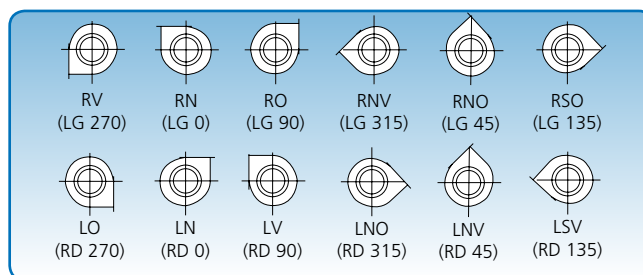 RV RN RO RNV RNO RSO
(LG 270) (LG 0) (LG 90) (LG 315) (LG 45) (LG 135)
LO LN LV LNO LNV LSV
(RD 270) (RD 0) (RD 90) (RD 315) (RD 45) (RD 135)